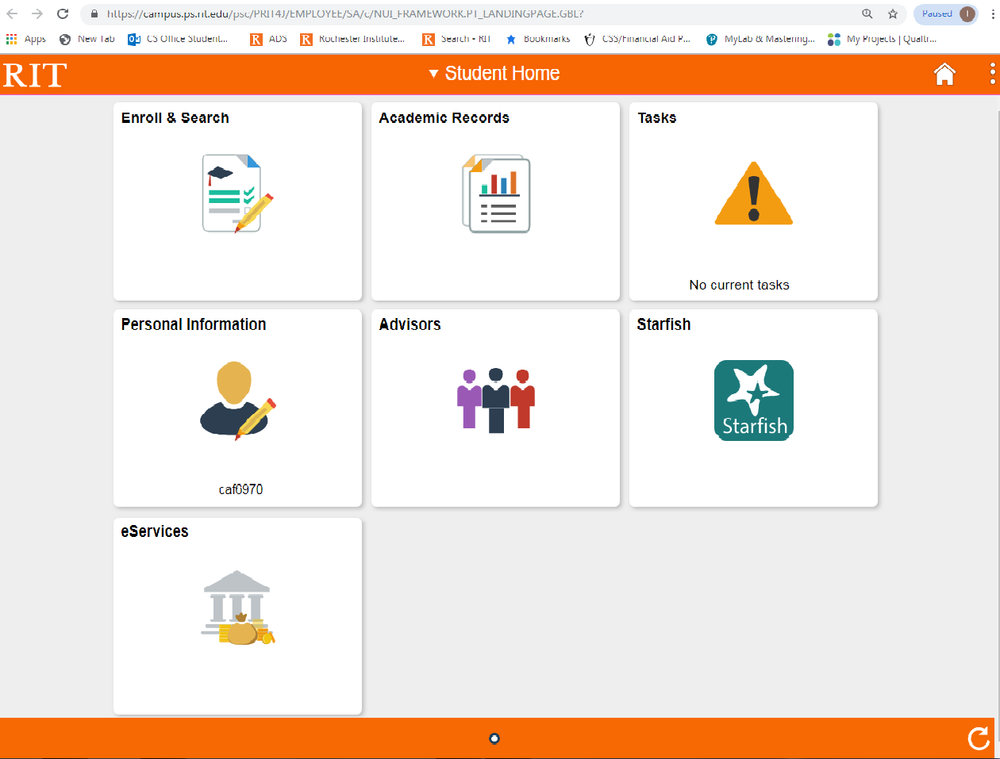 https://campus.ps.rit.edu/psc/PRIT4J/EMPLOYEE/SA/c/NUI_FRAMEWORK.PT_LANDINGPAGE.GBL?
Paused I
Apps New Tab CS Office Student... ADS Rochester Institute... Search - RIT Bookmarks CSS/Financial Aid P... MyLab & Mastering... My Projects | Qualtr...
RIT Student Home
Enroll & Search Academic Records Tasks
No current tasks
Personal Information Advisors Starfish
Starfish
caf6970
eServices